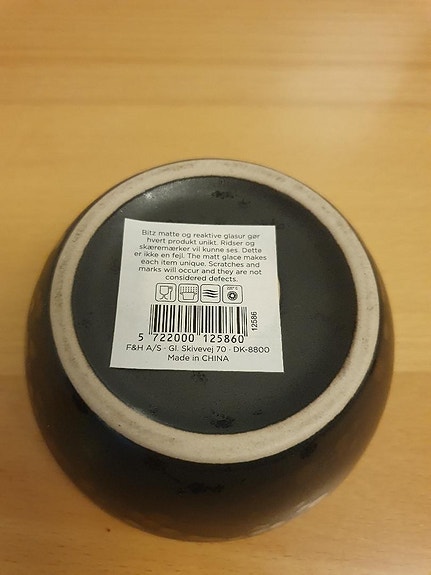 Bitz matte og reaktive glasur gør
hvert produkt unikt. Ridser og
skæremærker vil kunne ses. Dette
er ikke en fejl. The matt glace makes
each item unique. Scratches and
marks will occur and they are not
considered defects.
5 722000 125860
12586
F&H A/S · Gl. Skivevej 70 · DK-8800
Made in CHINA